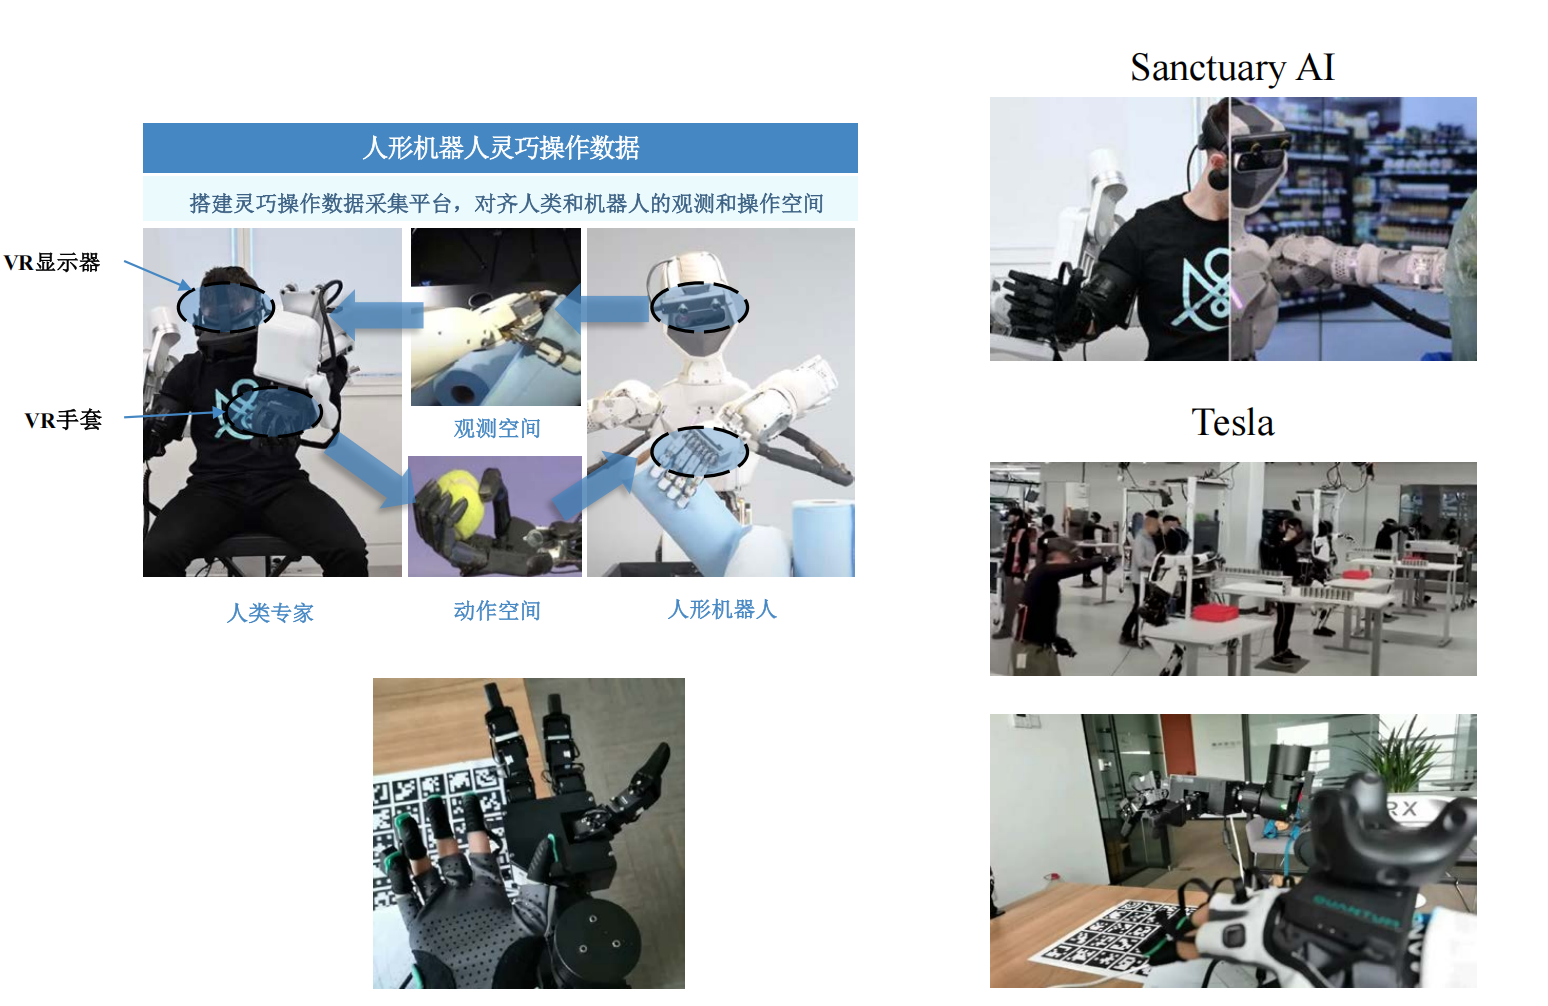 Sanctuary AI
人形机器人灵巧操作数据
搭建灵巧操作数据采集平台，对齐人类和机器人的观测和操作空间
VR显示器
VR手套
观测空间
人类专家
动作空间
人形机器人
Tesla
RX
QUANTUM